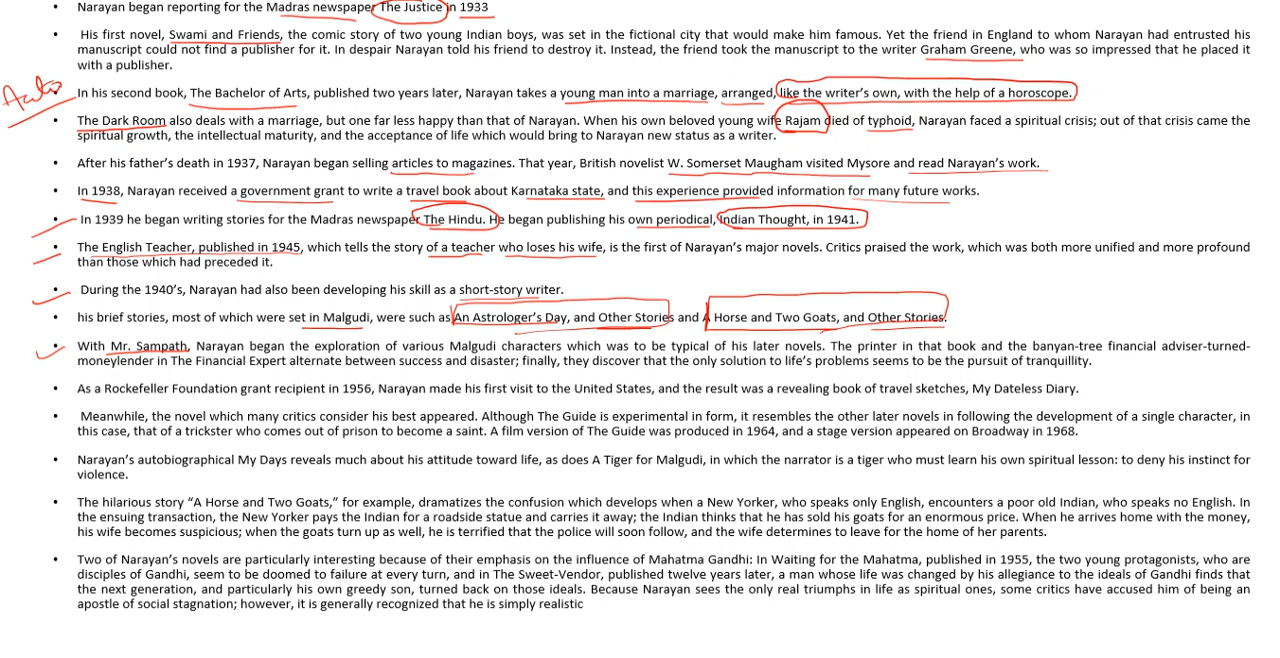 • Narayan began reporting for the Madras newspaper The Justice in 1933
• His first novel, Swami and Friends, the comic story of two young Indian boys, was set in the fictional city that would make him famous. Yet the friend in England to whom Narayan had entrusted his
manuscript could not find a publisher for it. In despair Narayan told his friend to destroy it. Instead, the friend took the manuscript to the writer Graham Greene, who was so impressed that he placed it
with a publisher.
Auto
• In his second book, The Bachelor of Arts, published two years later, Narayan takes a young man into a marriage, arranged, like the writer's own, with the help of a horoscope.
• The Dark Room also deals with a marriage, but one far less happy than that of Narayan. When his own beloved young wife Rajam died of typhoid, Narayan faced a spiritual crisis; out of that crisis came the
spiritual growth, the intellectual maturity, and the acceptance of life which would bring to Narayan new status as a writer.
• After his father's death in 1937, Narayan began selling articles to magazines. That year, British novelist W. Somerset Maugham visited Mysore and read Narayan's work.
• In 1938, Narayan received a government grant to write a travel book about Karnataka state, and this experience provided information for many future works.
• In 1939 he began writing stories for the Madras newspaper The Hindu. He began publishing his own periodical, Indian Thought, in 1941.
• The English Teacher, published in 1945, which tells the story of a teacher who loses his wife, is the first of Narayan's major novels. Critics praised the work, which was both more unified and more profound
than those which had preceded it.
• During the 1940's, Narayan had also been developing his skill as a short-story writer.
• his brief stories, most of which were set in Malgudi, were such as An Astrologer's Day, and Other Stories and A Horse and Two Goats, and Other Stories.
• With Mr. Sampath, Narayan began the exploration of various Malgudi characters which was to be typical of his later novels. The printer in that book and the banyan-tree financial adviser-turned-
moneylender in The Financial Expert alternate between success and disaster; finally, they discover that the only solution to life's problems seems to be the pursuit of tranquillity.
• As a Rockefeller Foundation grant recipient in 1956, Narayan made his first visit to the United States, and the result was a revealing book of travel sketches, My Dateless Diary.
• Meanwhile, the novel which many critics consider his best appeared. Although The Guide is experimental in form, it resembles the other later novels in following the development of a single character, in
this case, that of a trickster who comes out of prison to become a saint. A film version of The Guide was produced in 1964, and a stage version appeared on Broadway in 1968.
• Narayan's autobiographical My Days reveals much about his attitude toward life, as does A Tiger for Malgudi, in which the narrator is a tiger who must learn his own spiritual lesson: to deny his instinct for
violence.
• The hilarious story “A Horse and Two Goats,” for example, dramatizes the confusion which develops when a New Yorker, who speaks only English, encounters a poor old Indian, who speaks no English. In
the ensuing transaction, the New Yorker pays the Indian for a roadside statue and carries it away; the Indian thinks that he has sold his goats for an enormous price. When he arrives home with the money,
his wife becomes suspicious; when the goats turn up as well, he is terrified that the police will soon follow, and the wife determines to leave for the home of her parents.
• Two of Narayan's novels are particularly interesting because of their emphasis on the influence of Mahatma Gandhi: In Waiting for the Mahatma, published in 1955, the two young protagonists, who are
disciples of Gandhi, seem to be doomed to failure at every turn, and in The Sweet-Vendor, published twelve years later, a man whose life was changed by his allegiance to the ideals of Gandhi finds that
the next generation, and particularly his own greedy son, turned back on those ideals. Because Narayan sees the only real triumphs in life as spiritual ones, some critics have accused him of being an
apostle of social stagnation; however, it is generally recognized that he is simply realistic